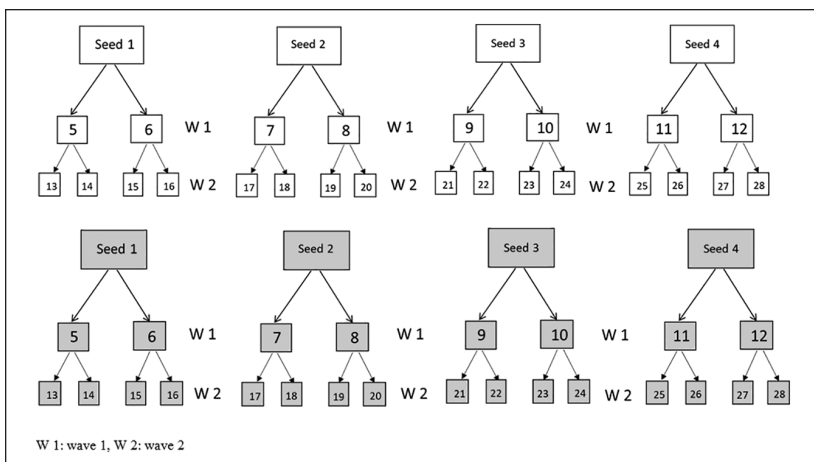 Seed 1 Seed 2 Seed 3 Seed 4
5 6 W 1 7 8 W 1 9 10 W 1 11 12
13 14 15 16 W 2 17 18 19 20 W 2 21 22 23 24 W 2 25 26 27 28
Seed 1 Seed 2 Seed 3 Seed 4
5 6 W 1 7 8 W 1 9 10 W 1 11 12
13 14 15 16 W 2 17 18 19 20 W 2 21 22 23 24 W 2 25 26 27 28
W 1: wave 1, W 2: wave 2